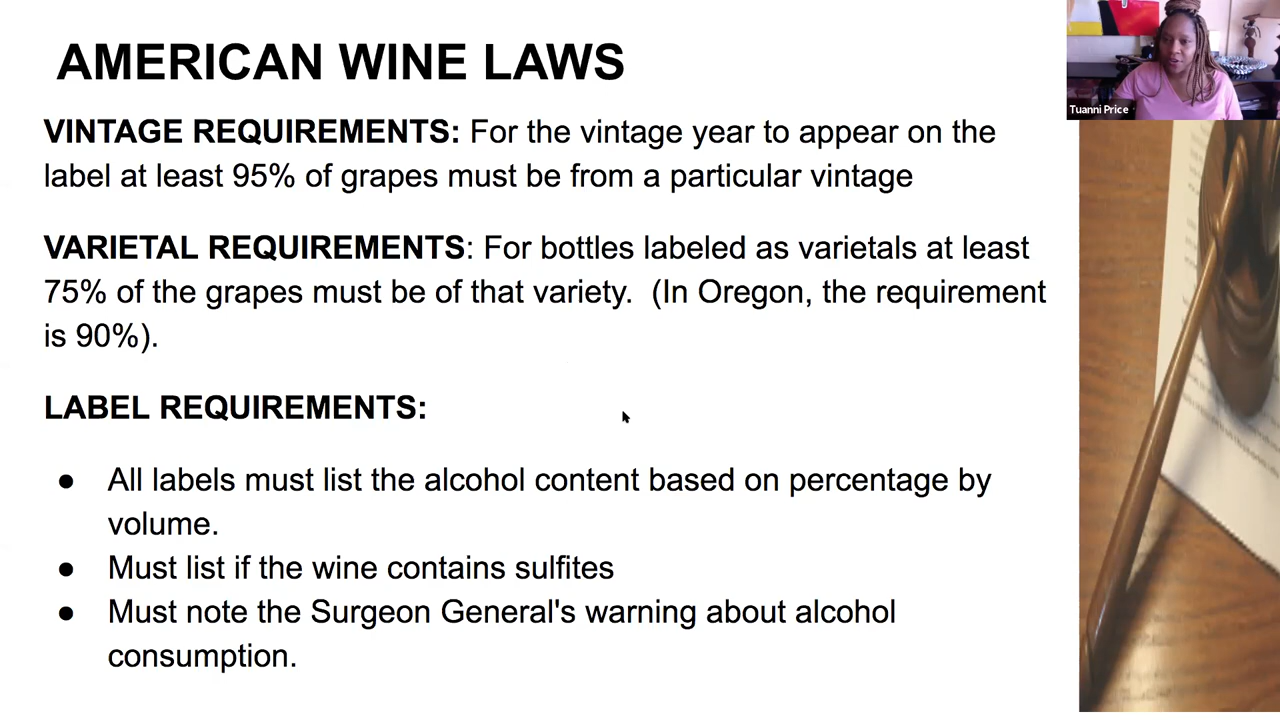 AMERICAN WINE LAWS
Tuanni Price
VINTAGE REQUIREMENTS: For the vintage year to appear on the
label at least 95% of grapes must be from a particular vintage
VARIETAL REQUIREMENTS: For bottles labeled as varietals at least
75% of the grapes must be of that variety. (In Oregon, the requirement
is 90%).
LABEL REQUIREMENTS:
● All labels must list the alcohol content based on percentage by
volume.
● Must list if the wine contains sulfites
● Must note the Surgeon General's warning about alcohol
consumption.